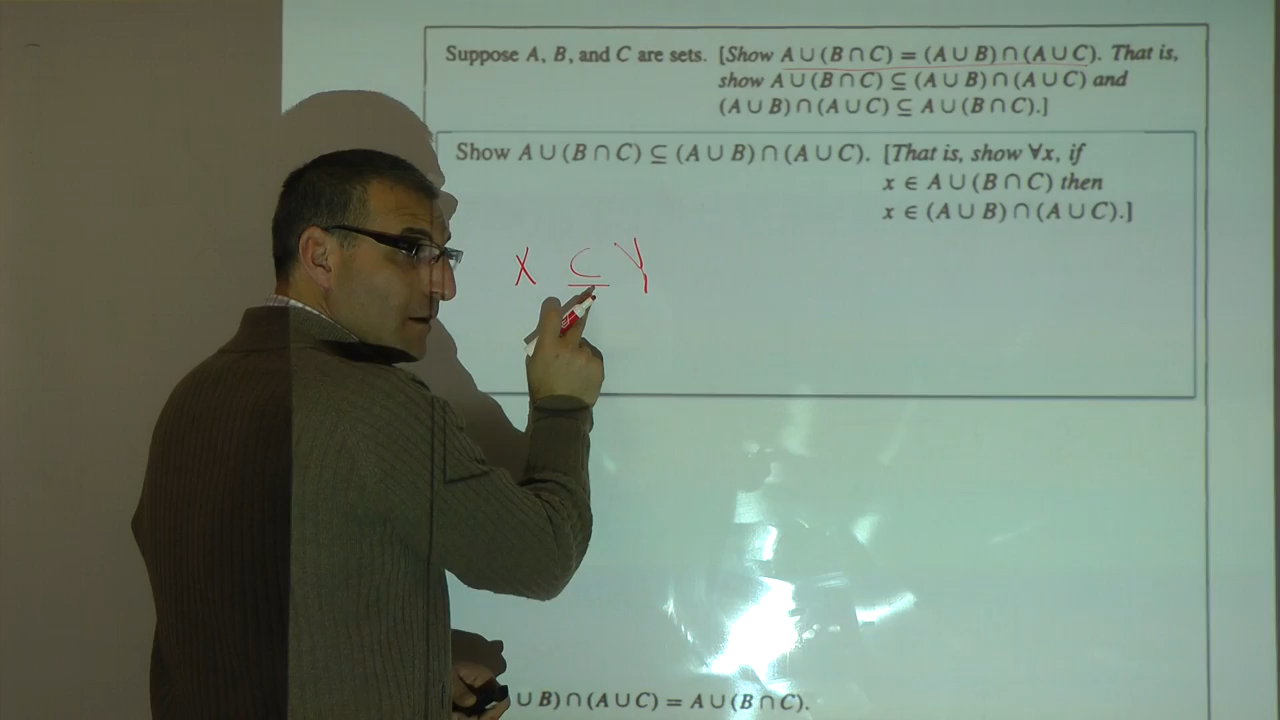 Suppose A, B, and C are sets. [Show A ∪ (B ∩ C) = (A ∪ B) ∩ (A ∪ C). That is,
show A ∪ (B ∩ C) ⊆ (A ∪ B) ∩ (A ∪ C) and
(A ∪ B) ∩ (A ∪ C) ⊆ A ∪ (B ∩ C).]
Show A ∪ (B ∩ C) ⊆ (A ∪ B) ∩ (A ∪ C). [That is, show ∀x, if
x ∈ A ∪ (B ∩ C) then
x ∈ (A ∪ B) ∩ (A ∪ C).]
X ⊆ Y
∪ B) ∩ (A ∪ C) = A ∪ (B ∩ C).